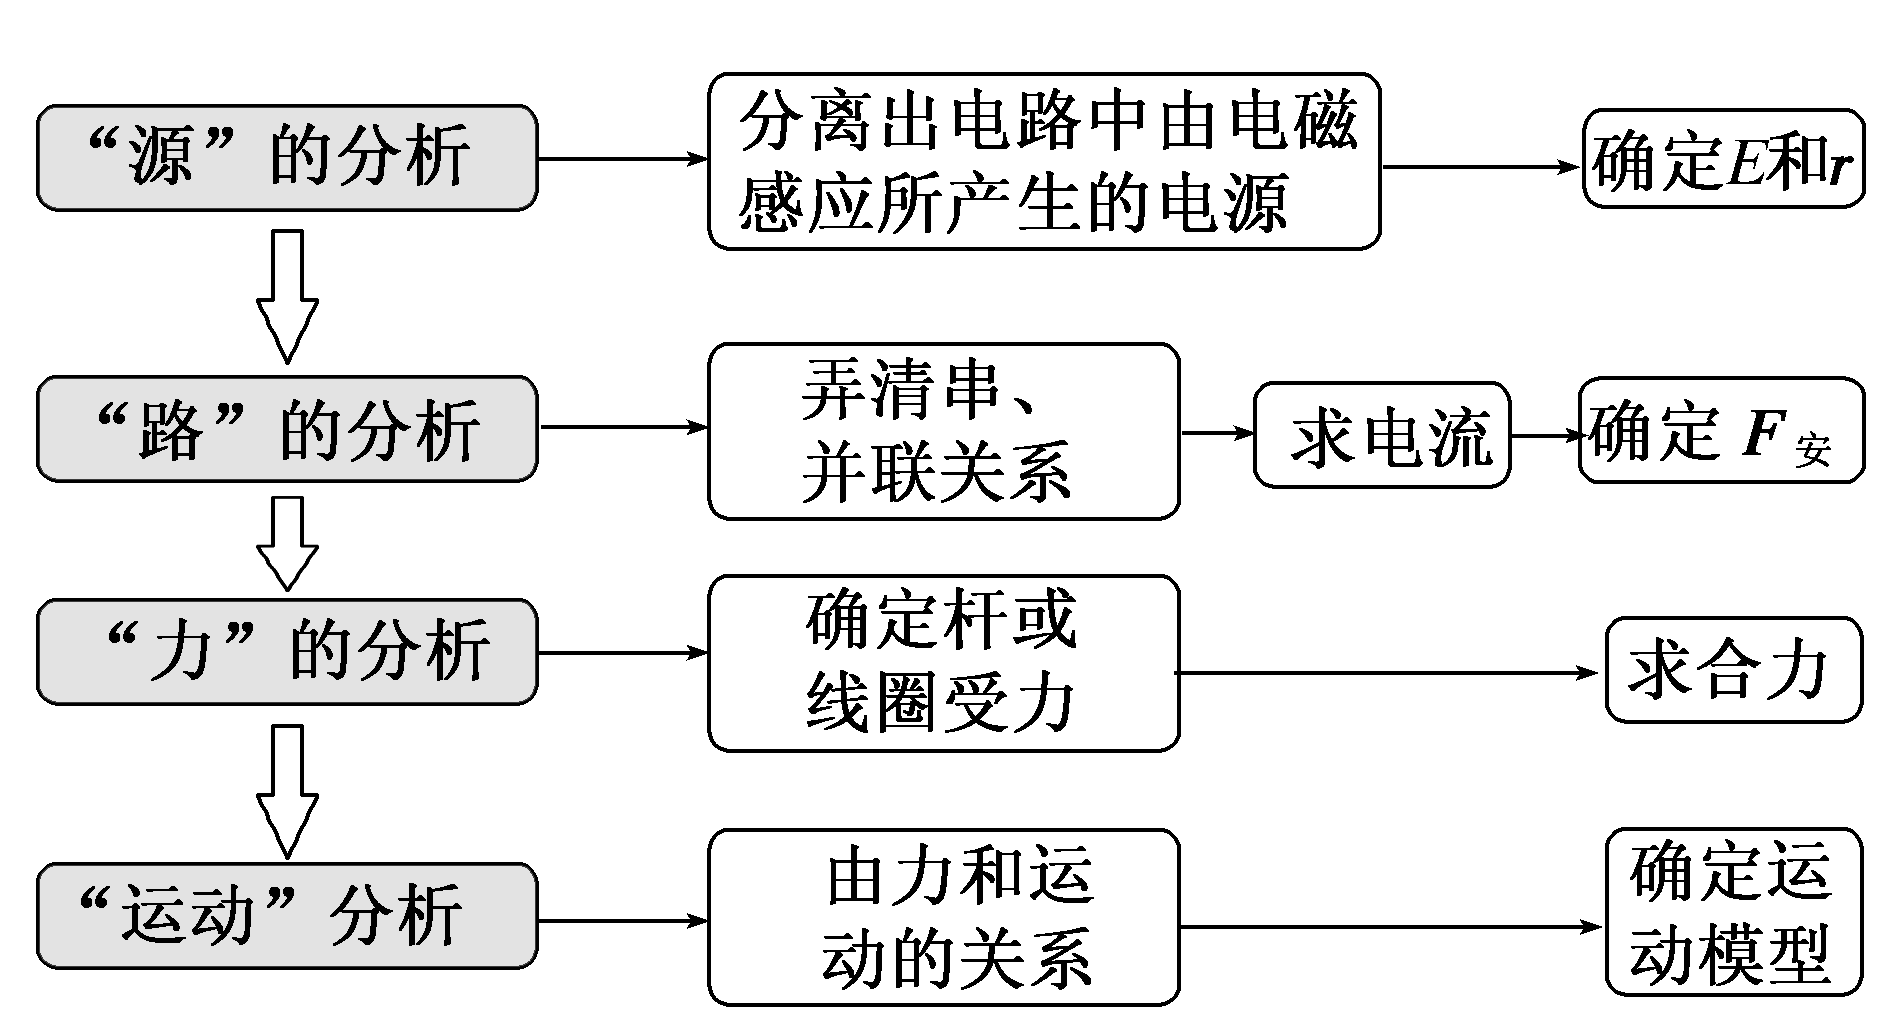 “源”的分析
分离出电路中由电磁
感应所产生的电源
确定E和r
“路”的分析
弄清串、
并联关系
求电流
确定 F安
“力”的分析
确定杆或
线圈受力
求合力
“运动”分析
由力和运
动的关系
确定运
动模型